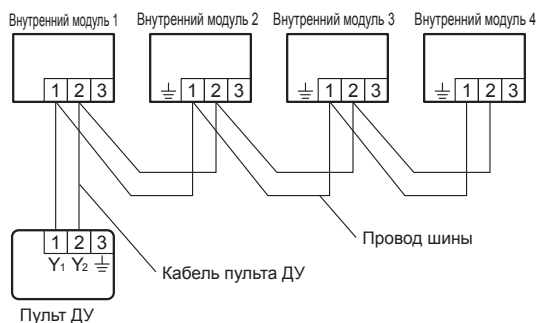 Внутренний модуль 1 Внутренний модуль 2 Внутренний модуль 3 Внутренний модуль 4
1 2 3 1 2 3 1 2 3 1 2 3
1 2 3
Y1 Y2
Провод шины
Кабель пульта ДУ
Пульт ДУ